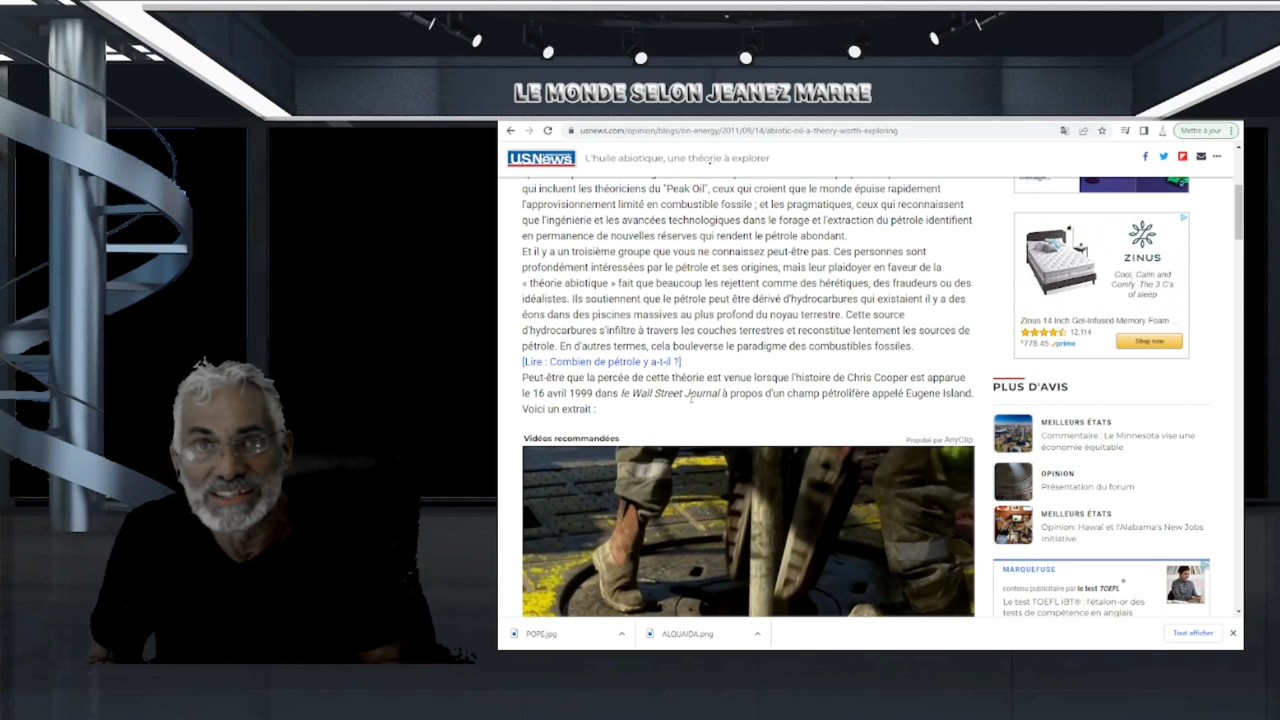 LE MONDE SELON JEANEZ MARRE
usnews.com/opinion/blogs/on-energy/2011/09/14/abiotic-oil-a-theory-worth-exploring
Mettre à jour
U.S.News
L'huile abiotique, une théorie à explorer
qui incluent les théoriciens du "Peak Oil", ceux qui croient que le monde épuise rapidement
l'approvisionnement limité en combustible fossile ; et les pragmatiques, ceux qui reconnaissent
que l'ingénierie et les avancées technologiques dans le forage et l'extraction du pétrole identifient
en permanence de nouvelles réserves qui rendent le pétrole abondant.
Et il y a un troisième groupe que vous ne connaissez peut-être pas. Ces personnes sont
profondément intéressées par le pétrole et ses origines, mais leur plaidoyer en faveur de la
« théorie abiotique » fait que beaucoup les rejettent comme des hérétiques, des fraudeurs ou des
idéalistes. Ils soutiennent que le pétrole peut être dérivé d'hydrocarbures qui existaient il y a des
éons dans des piscines massives au plus profond du noyau terrestre. Cette source
d'hydrocarbures s'infiltre à travers les couches terrestres et reconstitue lentement les sources de
pétrole. En d'autres termes, cela bouleverse le paradigme des combustibles fossiles.
[Lire : Combien de pétrole y a-t-il ?]
Peut-être que la percée de cette théorie est venue lorsque l'histoire de Chris Cooper est apparue
le 16 avril 1999 dans le Wall Street Journal à propos d'un champ pétrolifère appelé Eugene Island.
Voici un extrait :
Vidéos recommandées
Propulsé par AnyClip
ZINUS
Cool, Calm and
Comfy. The 3 C's
of sleep
Zinus 14 Inch Gel-Infused Memory Foam ...
12,114
$778.45 prime
Shop now
PLUS D'AVIS
MEILLEURS ÉTATS
Commentaire : Le Minnesota vise une
économie équitable
OPINION
Présentation du forum
MEILLEURS ÉTATS
Opinion: Hawaï et l'Alabama's New Jobs
Initiative
MARQUEFUSE
contenu publicitaire par le test TOEFL ®
Le test TOEFL iBT® : l'étalon-or des
tests de compétence en anglais
POPE.jpg
ALQUAIDA.png
Tout afficher